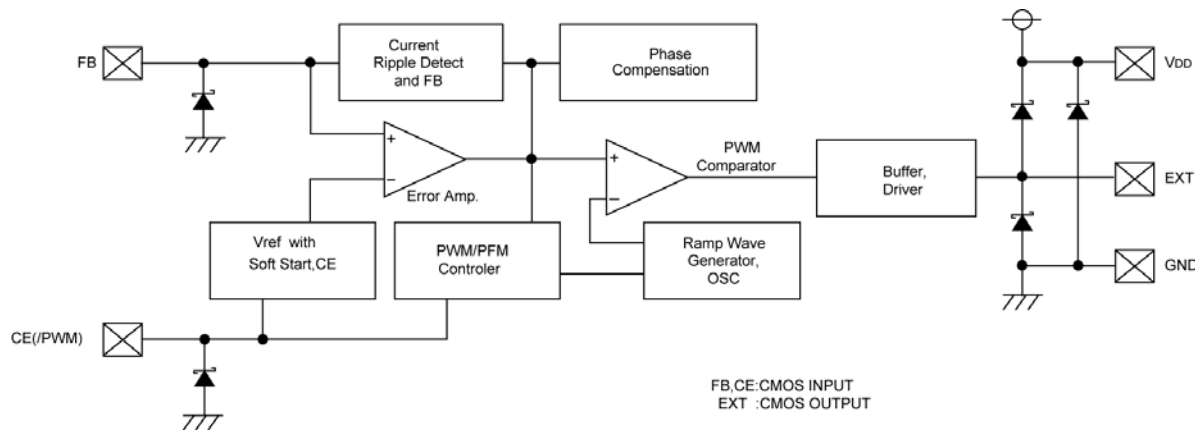 FB
Current
Ripple Detect
and FB
Phase
Compensation
VDD
+
−
Error Amp.
+
−
PWM
Comparator
Buffer,
Driver
EXT
Vref with
Soft Start,CE
PWM/PFM
Controler
Ramp Wave
Generator,
OSC
GND
CE(/PWM)
FB,CE:CMOS INPUT
EXT :CMOS OUTPUT